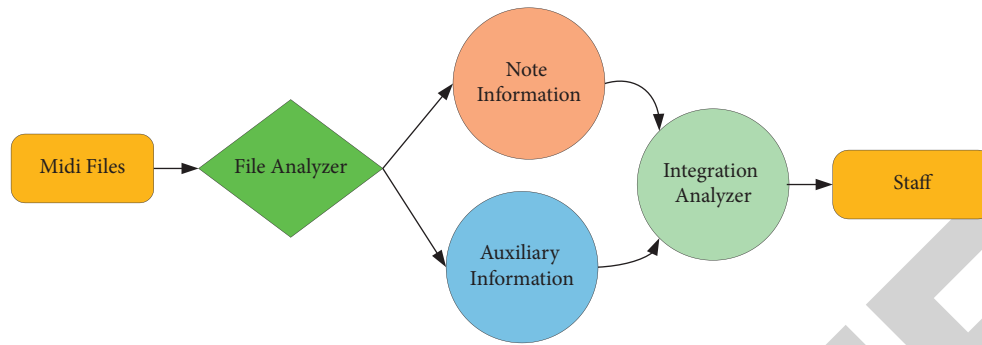 Midi Files
File Analyzer
Note
Information
Auxiliary
Information
Integration
Analyzer
Staff